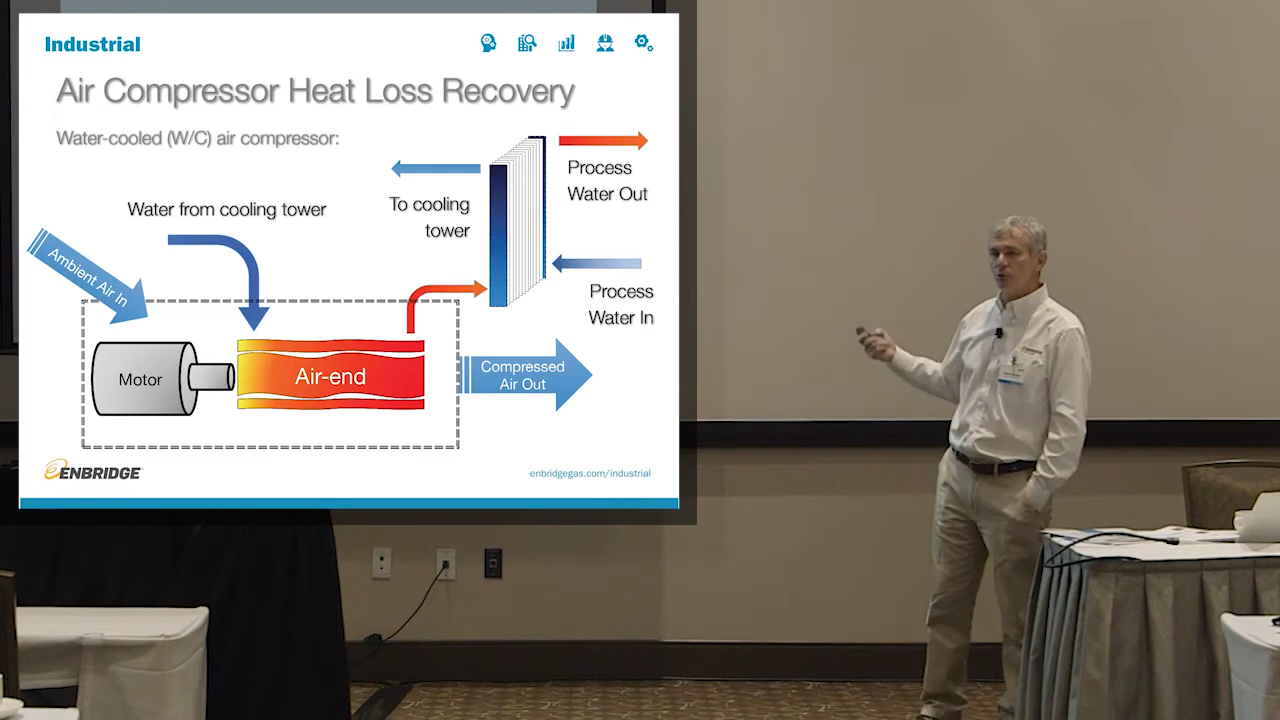 Industrial
Air Compressor Heat Loss Recovery
Water-cooled (W/C) air compressor:
Process
Water Out
To cooling
tower
Water from cooling tower
Ambient Air In
Process
Water In
Motor
Air-end
Compressed
Air Out
ENBRIDGE
enbridgegas.com/industrial